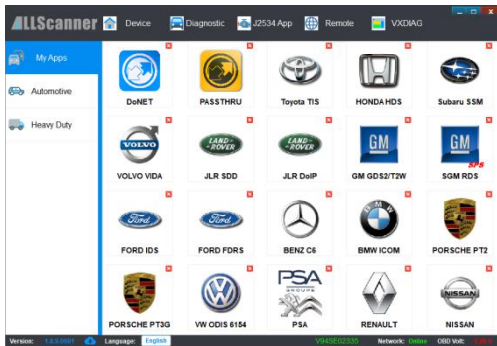 ALLScanner Device Diagnostic J2534 App Remote VXDIAG
My Apps
Automotive
Heavy Duty
DoNET PASSTHRU Toyota TIS HONDA HDS Subaru SSM
VOLVO
LAND-ROVER
LAND-ROVER
GM
GM
SPS
VOLVO VIDA JLR SDD JLR DoIP GM GDS2/T2W SGM RDS
Ford
Ford
BMW
FORD IDS FORD FDRS BENZ C6 BMW ICOM PORSCHE PT2
PSA
GROUPE
NISSAN
PORSCHE PT3G VW ODIS 6154 PSA RENAULT NISSAN
Version: Language: English Network: Online OBD Volt: